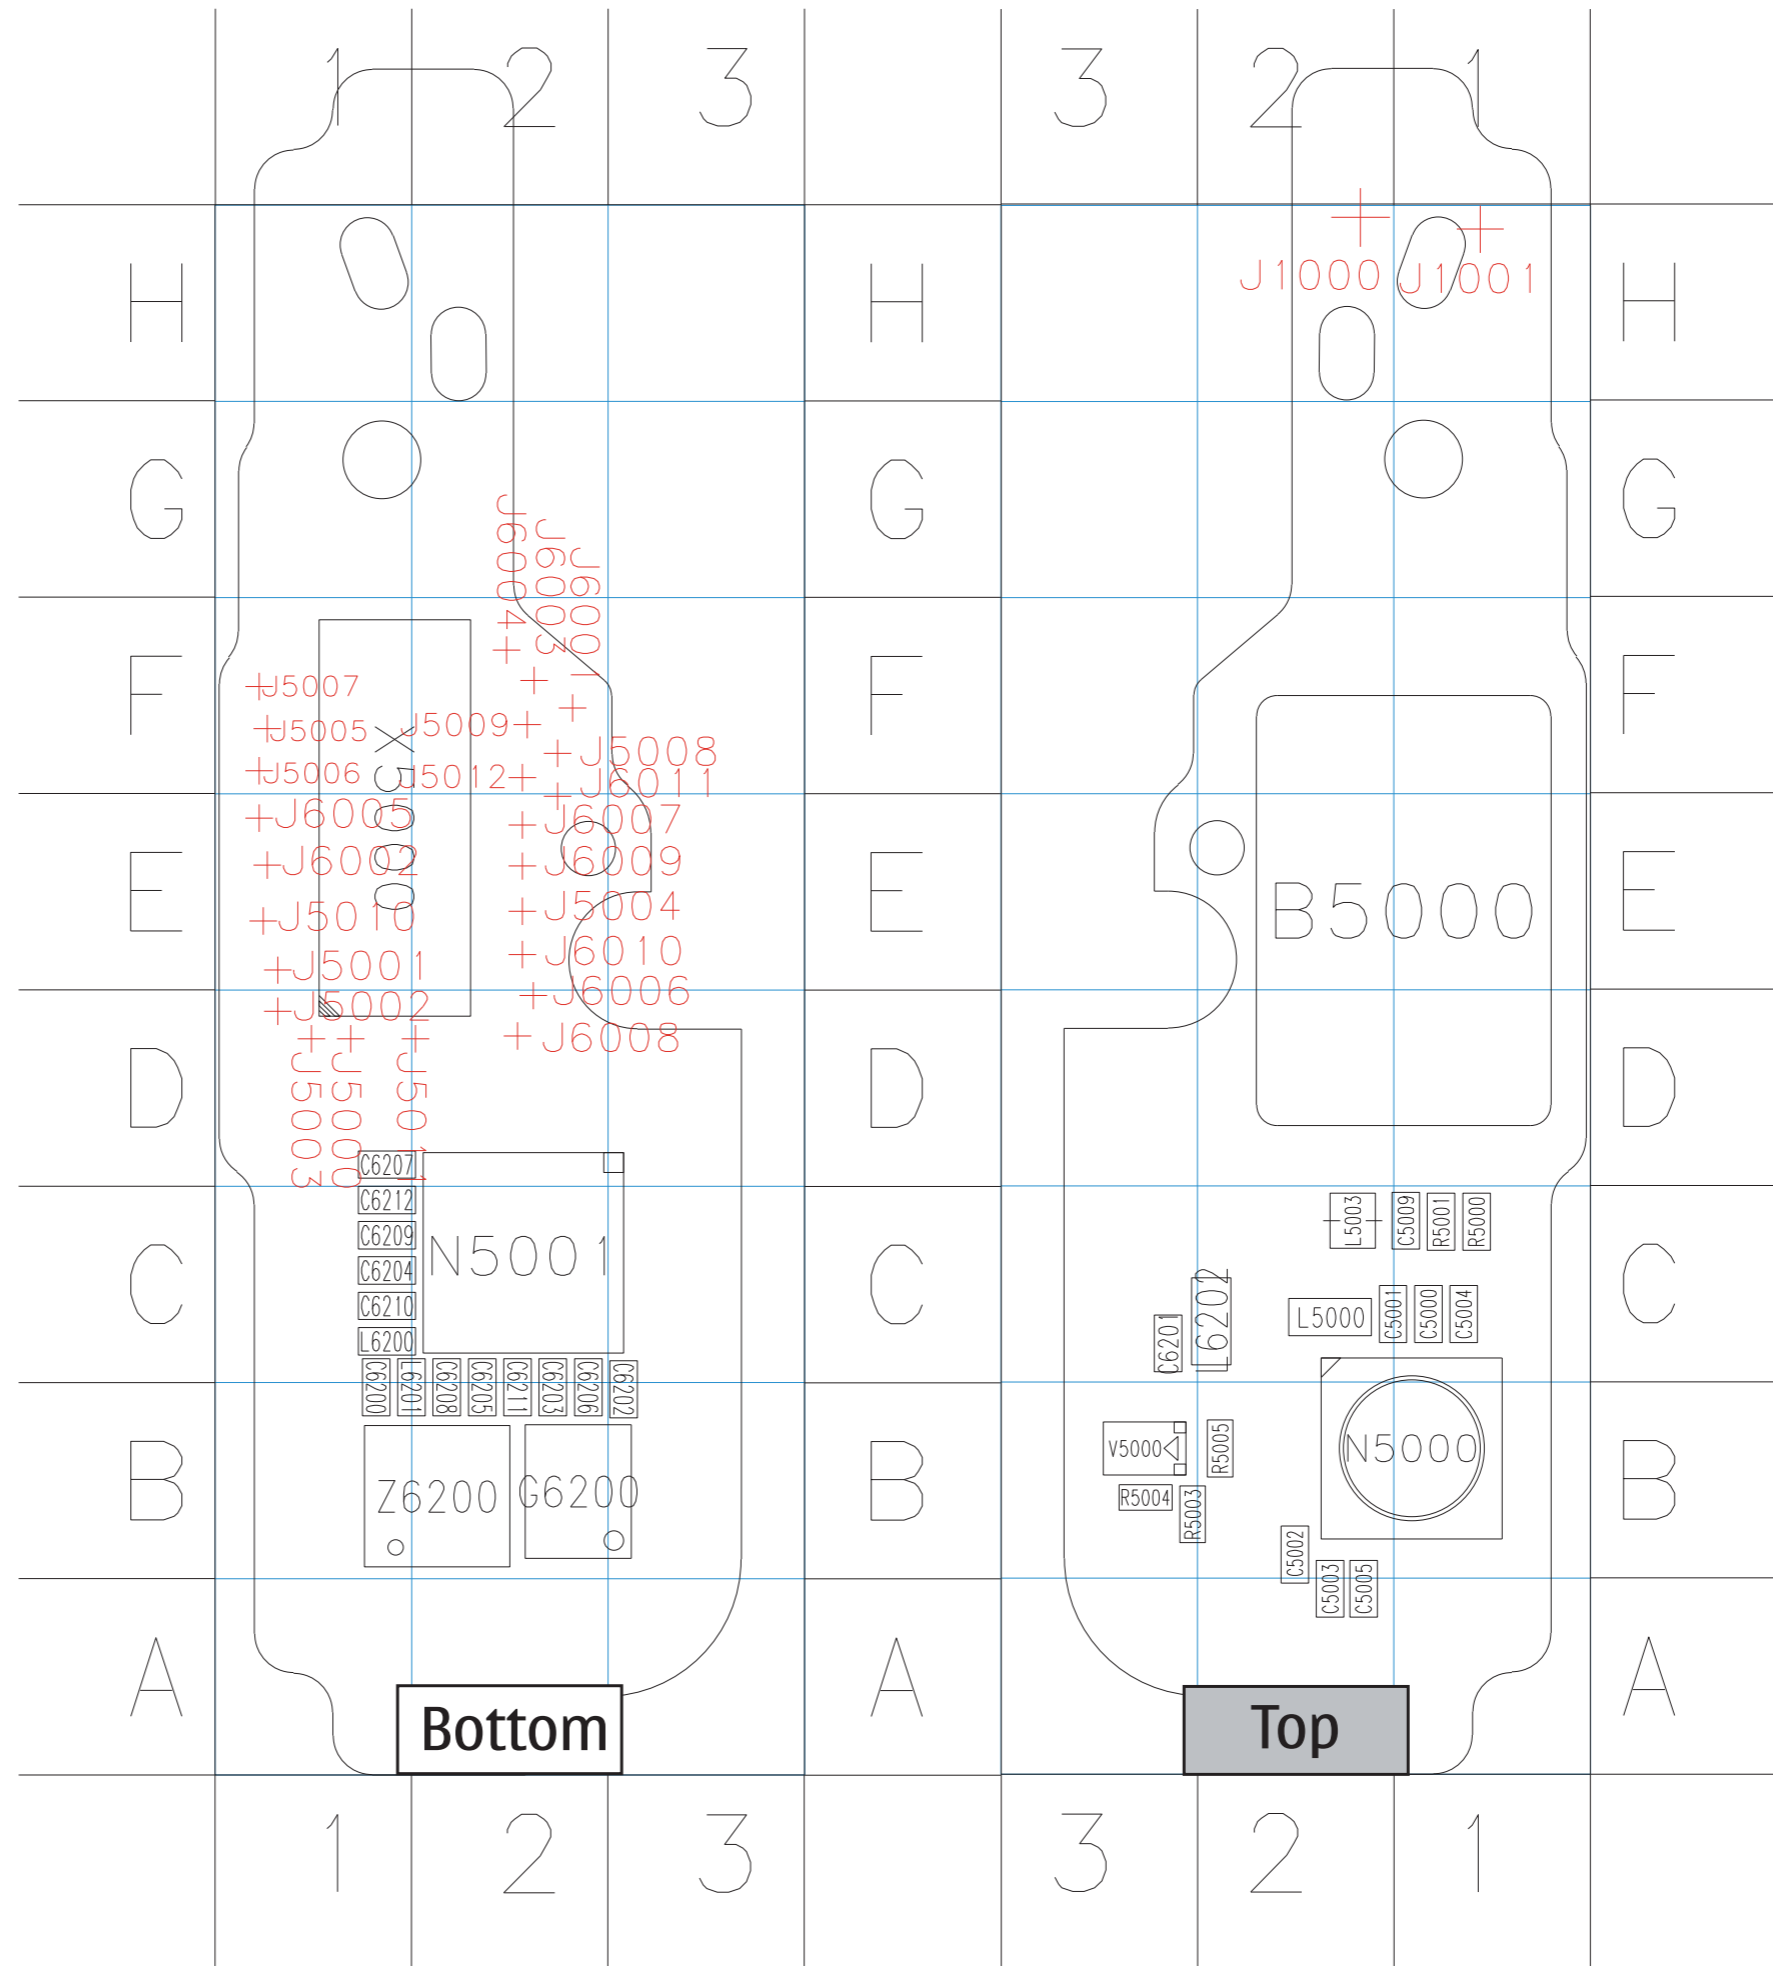 1 2 3 3 2 1
H H H
J1000 J1001
G G G
J6004
J6003
J6001
F F F
J5007
J5005 J5009
J5008
J5006 J5012 J6011
X5000
J6005 J6007
J6002 J6009
E E E
B5000
J5010 J5004
J5001 J6010
J5002 J6006
J6008
J5003 J5000 J5011
D D D
C6207
C6212
C6209
C6204
C6210
L6200
N5001
L5003 C5009 R5001 R5000
C C C
L6202
C6201
L5000 C5001 C5000 C5004
C6200 L6201 C6208 C6205 C6211 C6203 C6206 C6202
B B B
Z6200 G6200
V5000 R5005 N5000
R5004 R5003
C5002
C5003 C5005
A A A
Bottom Top
1 2 3 3 2 1